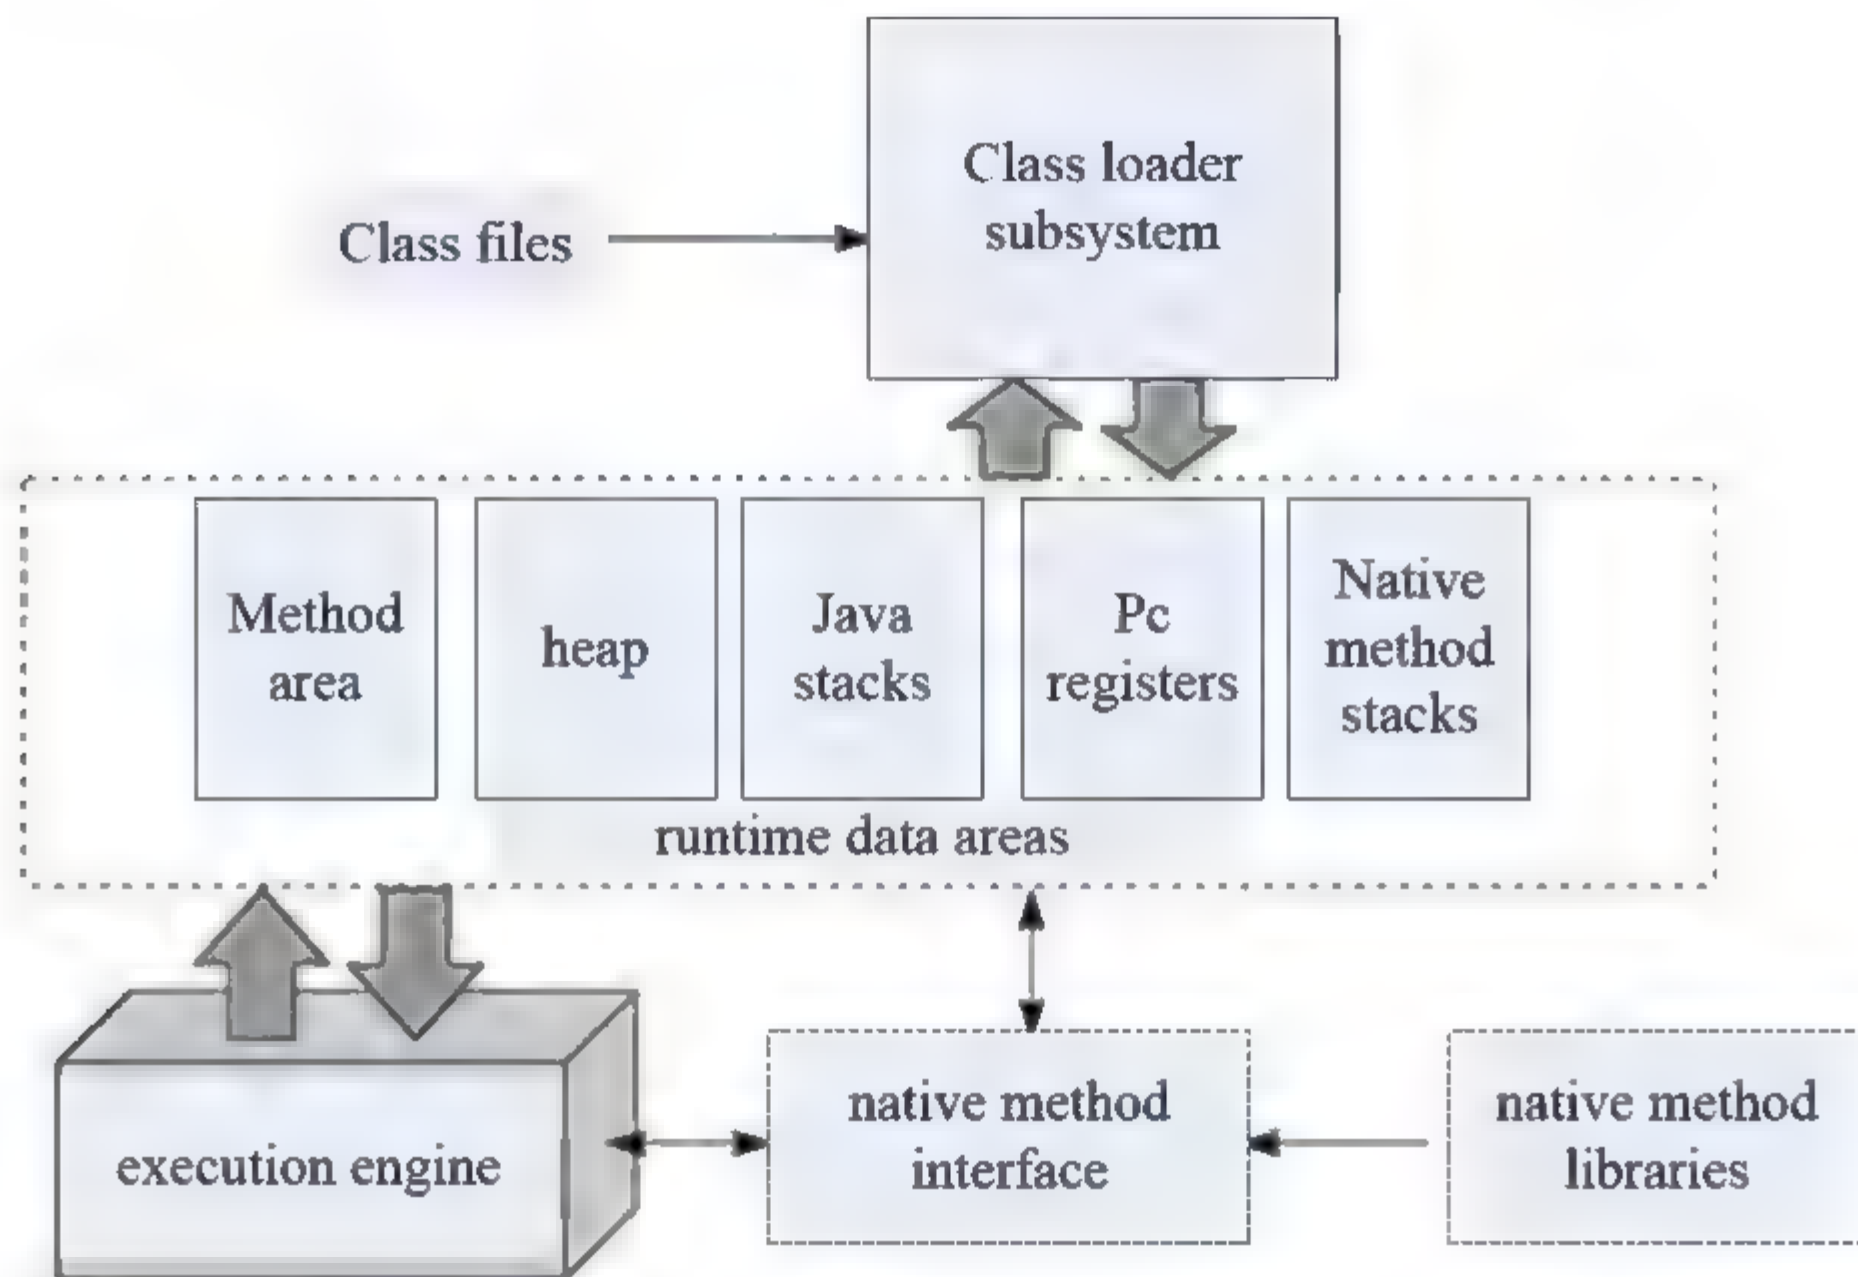 Class loader
subsystem
Class files
Method
area
heap
Java
stacks
Pc
registers
Native
method
stacks
runtime data areas
execution engine
native method
interface
native method
libraries